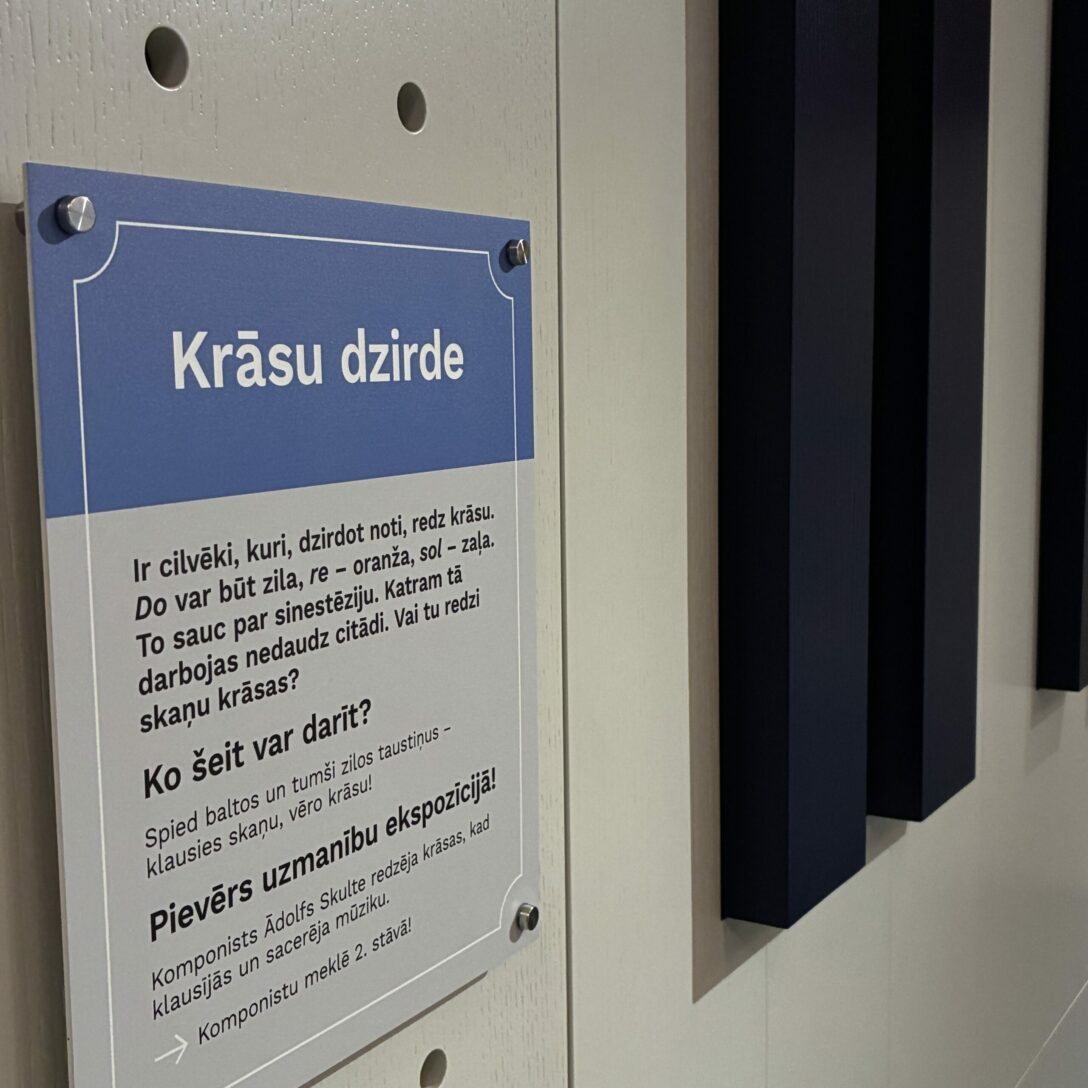 Krāsu dzirde
Ir cilvēki, kuri, dzirdot noti, redz krāsu.
Do var būt zila, re – oranža, sol – zaļa.
To sauc par sinestēziju. Katram tā
darbojas nedaudz citādi. Vai tu redzi
skaņu krāsas?
Ko šeit var darīt?
Spied baltos un tumši zilos taustiņus –
klausies skaņu, vēro krāsu!
Pievērs uzmanību ekspozīcijā!
Komponists Ādolfs Skulte redzēja krāsas, kad
klausījās un sacerēja mūziku.
→ Komponistu meklē 2. stāvā!